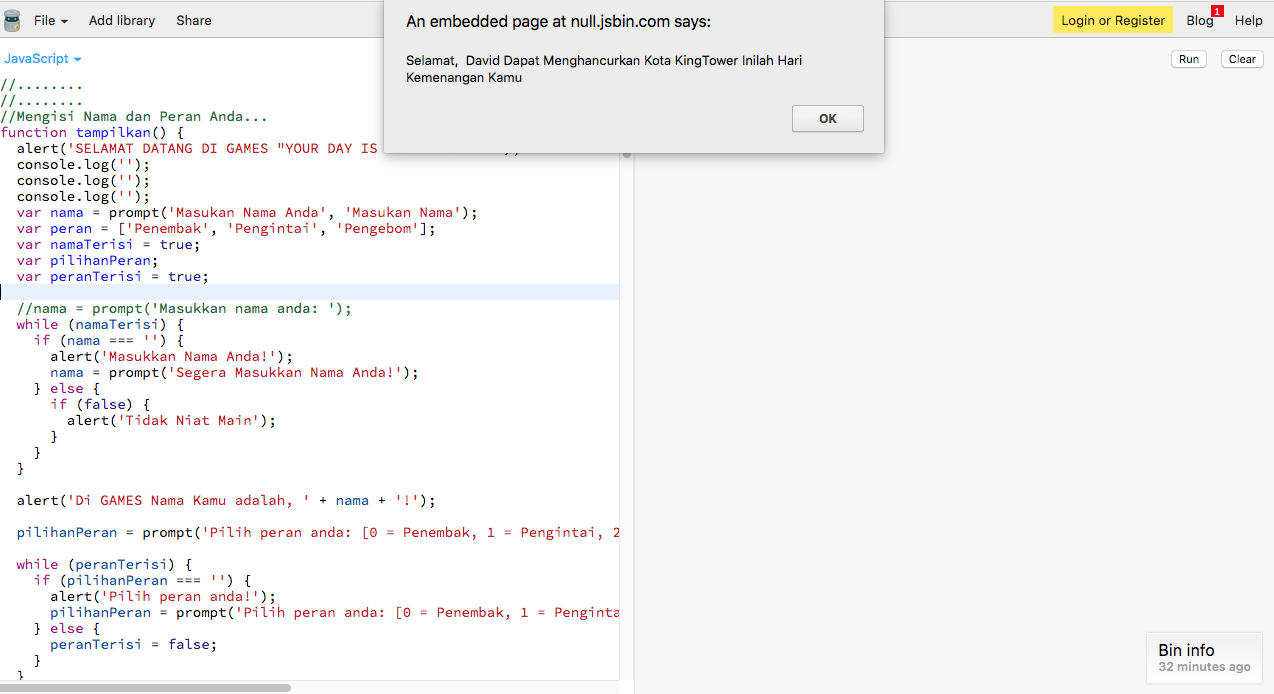 File Add library Share
Login or Register Blog 1 Help
An embedded page at null.jsbin.com says:
Selamat,  David Dapat Menghancurkan Kota KingTower Inilah Hari
Kemenangan Kamu
OK
JavaScript
Run Clear
//........
//........
//Mengisi Nama dan Peran Anda...
function tampilkan() {
  alert('SELAMAT DATANG DI GAMES "YOUR DAY IS
  console.log('');
  console.log('');
  console.log('');
  var nama = prompt('Masukan Nama Anda', 'Masukan Nama');
  var peran = ['Penembak', 'Pengintai', 'Pengebom'];
  var namaTerisi = true;
  var pilihanPeran;
  var peranTerisi = true;
  //nama = prompt('Masukkan nama anda: ');
  while (namaTerisi) {
    if (nama === '') {
      alert('Masukkan Nama Anda!');
      nama = prompt('Segera Masukkan Nama Anda!');
    } else {
      if (false) {
        alert('Tidak Niat Main');
      }
    }
  }
  alert('Di GAMES Nama Kamu adalah, ' + nama + '!');
  pilihanPeran = prompt('Pilih peran anda: [0 = Penembak, 1 = Pengintai, 2
  while (peranTerisi) {
    if (pilihanPeran === '') {
      alert('Pilih peran anda!');
      pilihanPeran = prompt('Pilih peran anda: [0 = Penembak, 1 = Penginta
    } else {
      peranTerisi = false;
    }
  }
Bin info
32 minutes ago